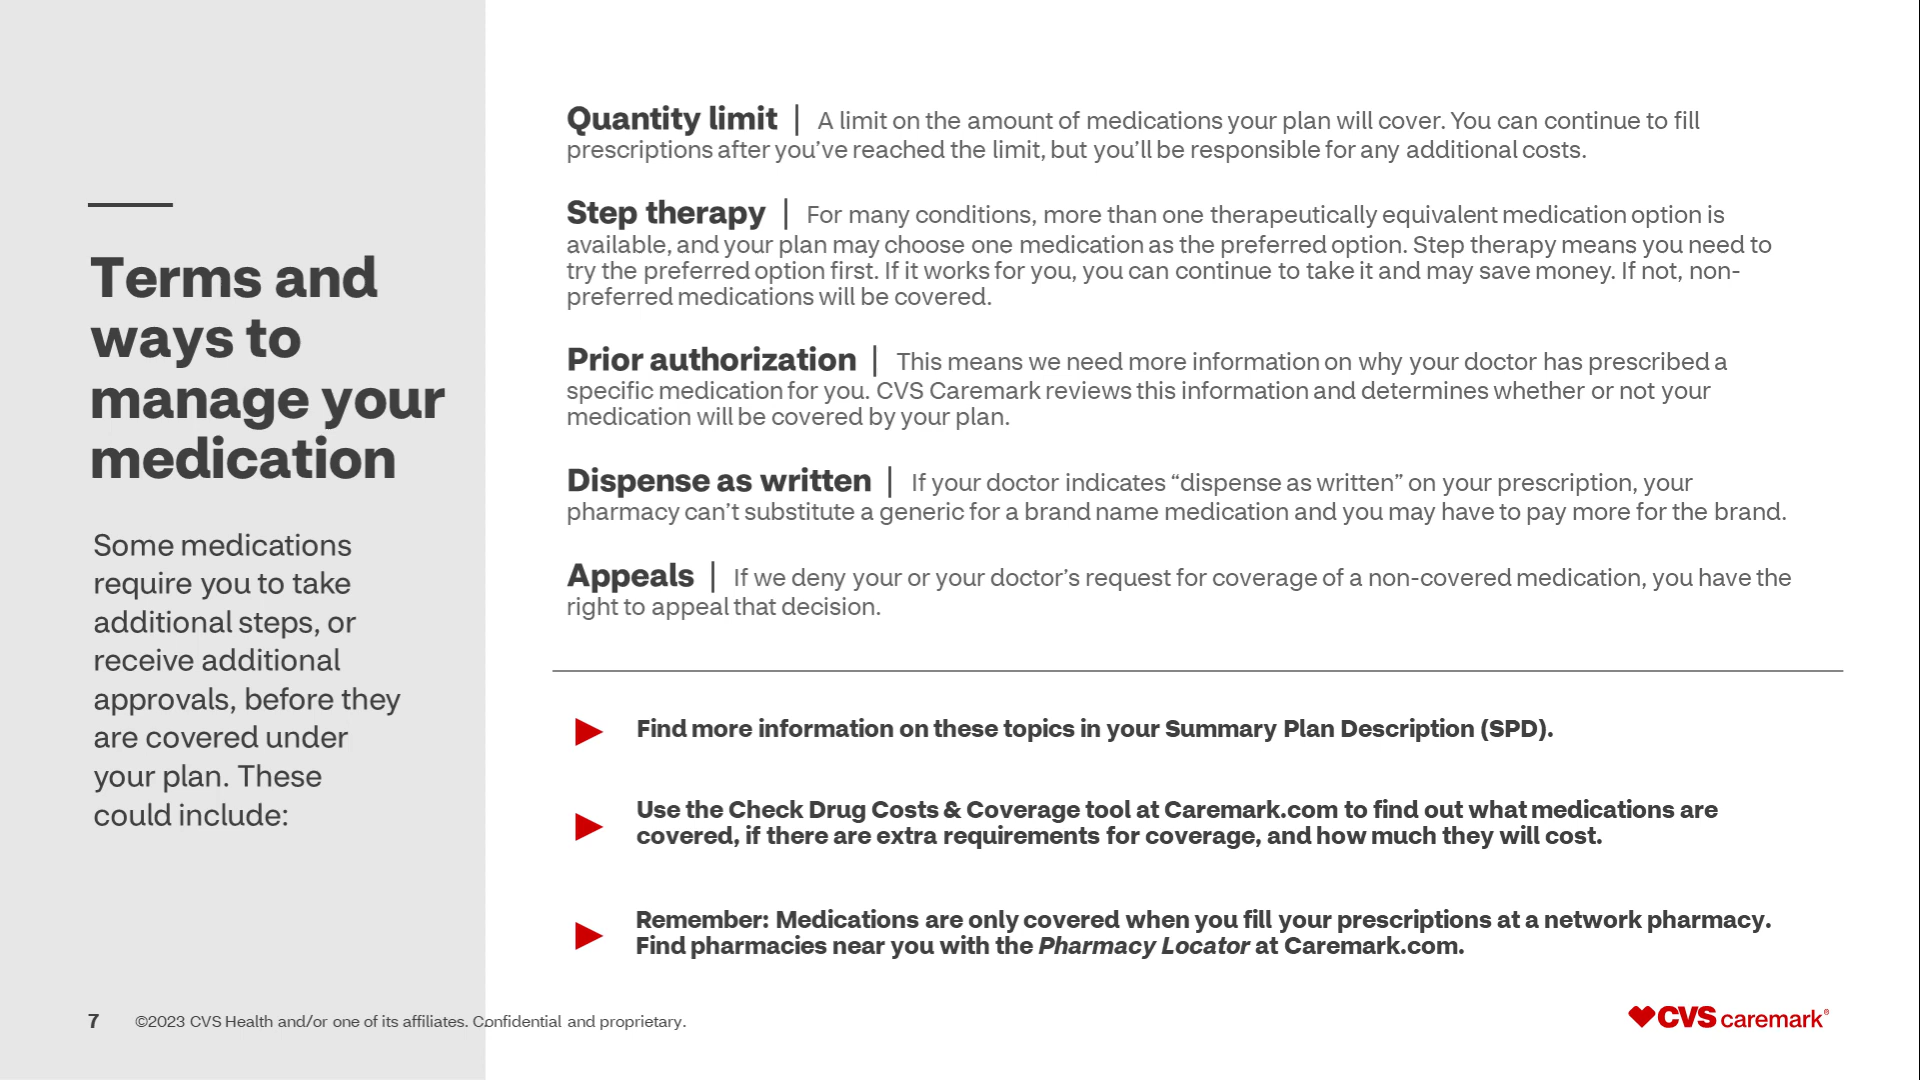 Terms and
ways to
manage your
medication
Some medications
require you to take
additional steps, or
receive additional
approvals, before they
are covered under
your plan. These
could include:
Quantity limit | A limit on the amount of medications your plan will cover. You can continue to fill
prescriptions after you’ve reached the limit, but you’ll be responsible for any additional costs.
Step therapy | For many conditions, more than one therapeutically equivalent medication option is
available, and your plan may choose one medication as the preferred option. Step therapy means you need to
try the preferred option first. If it works for you, you can continue to take it and may save money. If not, non-
preferred medications will be covered.
Prior authorization | This means we need more information on why your doctor has prescribed a
specific medication for you. CVS Caremark reviews this information and determines whether or not your
medication will be covered by your plan.
Dispense as written | If your doctor indicates “dispense as written” on your prescription, your
pharmacy can’t substitute a generic for a brand name medication and you may have to pay more for the brand.
Appeals | If we deny your or your doctor’s request for coverage of a non-covered medication, you have the
right to appeal that decision.
Find more information on these topics in your Summary Plan Description (SPD).
Use the Check Drug Costs & Coverage tool at Caremark.com to find out what medications are
covered, if there are extra requirements for coverage, and how much they will cost.
Remember: Medications are only covered when you fill your prescriptions at a network pharmacy.
Find pharmacies near you with the Pharmacy Locator at Caremark.com.
7 ©2023 CVS Health and/or one of its affiliates. Confidential and proprietary.
CVS caremark®